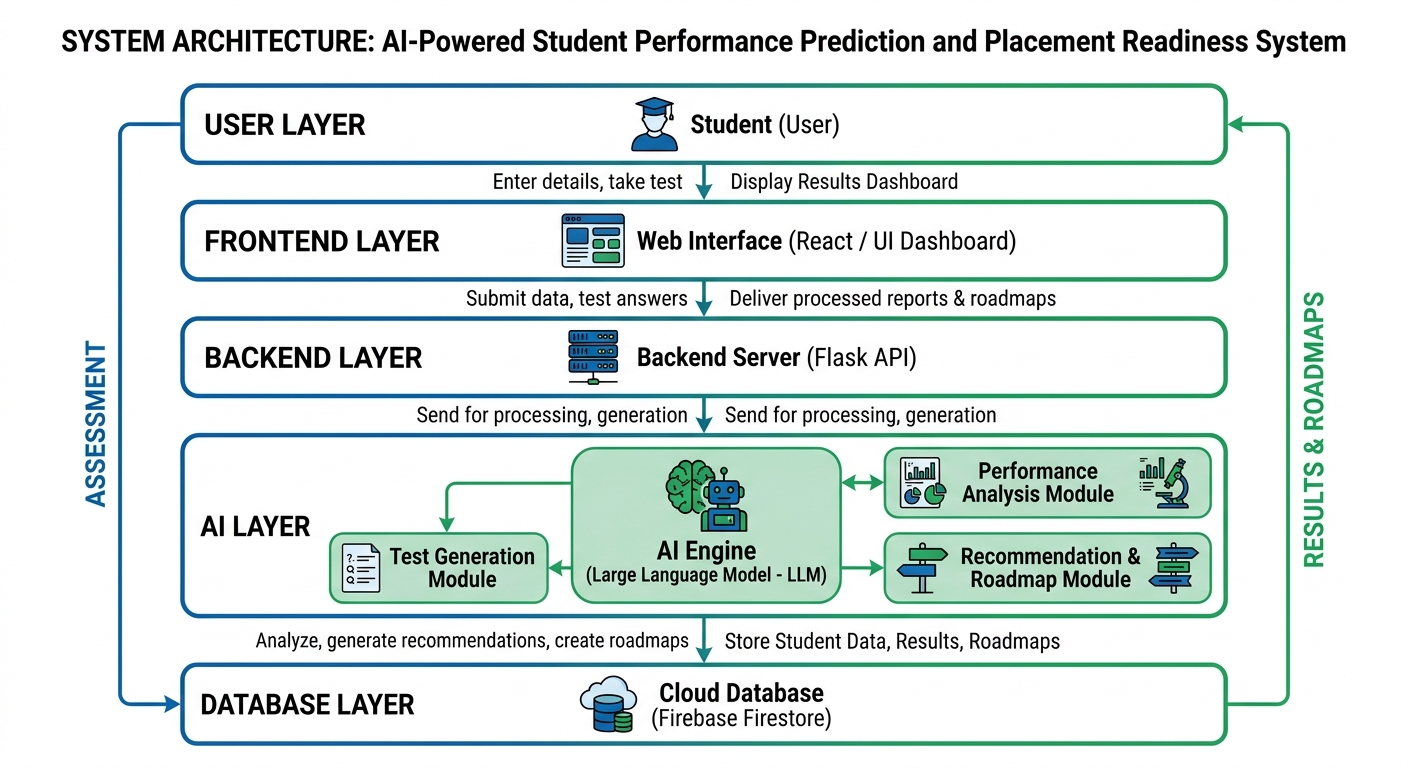 SYSTEM ARCHITECTURE: AI-Powered Student Performance Prediction and Placement Readiness System
USER LAYER
Student (User)
Enter details, take test
Display Results Dashboard
FRONTEND LAYER
Web Interface (React / UI Dashboard)
Submit data, test answers
Deliver processed reports & roadmaps
BACKEND LAYER
Backend Server (Flask API)
Send for processing, generation
Send for processing, generation
ASSESSMENT
RESULTS & ROADMAPS
AI LAYER
Test Generation
Module
AI Engine
(Large Language Model - LLM)
Performance
Analysis Module
Recommendation &
Roadmap Module
Analyze, generate recommendations, create roadmaps
Store Student Data, Results, Roadmaps
DATABASE LAYER
Cloud Database
(Firebase Firestore)